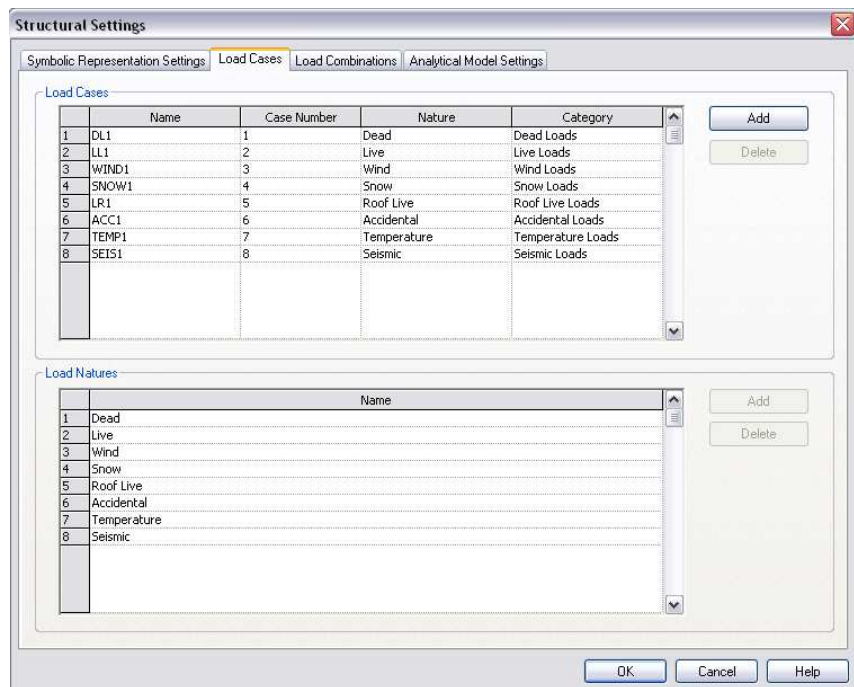 Structural Settings
Symbolic Representation Settings Load Cases Load Combinations Analytical Model Settings
Load Cases
Name Case Number Nature Category
1 DL1 1 Dead Dead Loads
2 LL1 2 Live Live Loads
3 WIND1 3 Wind Wind Loads
4 SNOW1 4 Snow Snow Loads
5 LR1 5 Roof Live Roof Live Loads
6 ACC1 6 Accidental Accidental Loads
7 TEMP1 7 Temperature Temperature Loads
8 SEIS1 8 Seismic Seismic Loads
Add
Delete
Load Natures
Name
1 Dead
2 Live
3 Wind
4 Snow
5 Roof Live
6 Accidental
7 Temperature
8 Seismic
Add
Delete
OK Cancel Help